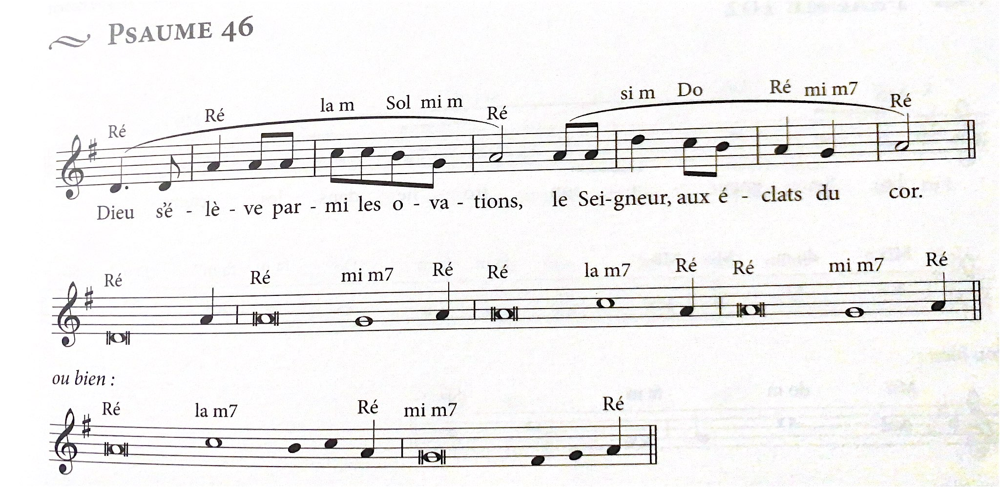 PSAUME 46
Ré Ré la m Sol mi m Ré si m Do Ré mi m7 Ré
Dieu s'é - lè - ve par - mi les o - va - tions, le Sei-gneur, aux é - clats du cor.
Ré Ré mi m7 Ré Ré la m7 Ré Ré mi m7 Ré
ou bien :
Ré la m7 Ré mi m7 Ré